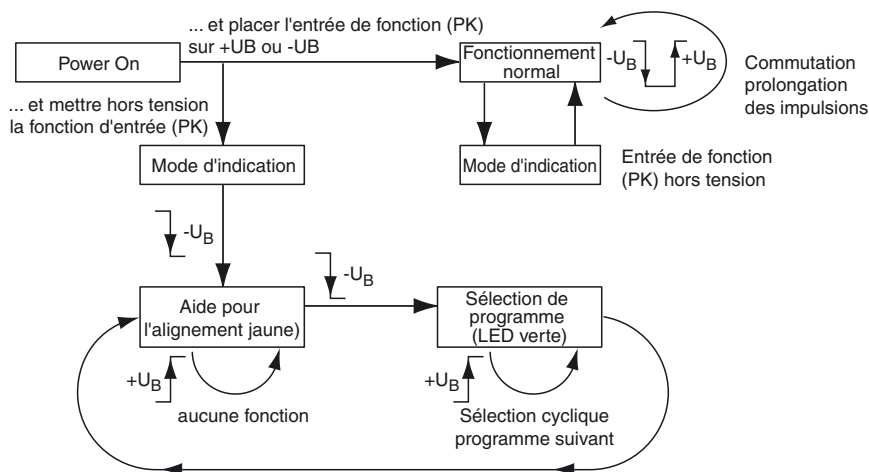 ... et placer l'entrée de fonction (PK)
sur +UB ou -UB
Power On
Fonctionnement
normal
-UB
+UB
Commutation
prolongation
des impulsions
... et mettre hors tension
la fonction d'entrée (PK)
Mode d'indication
Mode d'indication
Entrée de fonction
(PK) hors tension
-UB
-UB
Aide pour
l'alignement jaune)
Sélection de
programme
(LED verte)
+UB
aucune fonction
+UB
Sélection cyclique
programme suivant